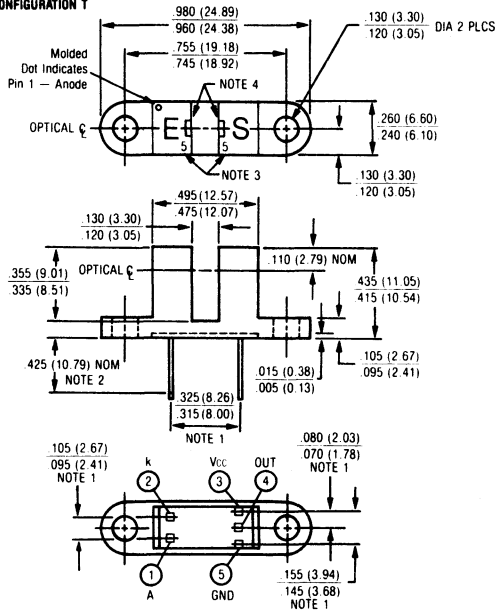 CONFIGURATION T
.980 (24.89)
.960 (24.38)
.755 (19.18)
.745 (18.92)
.130 (3.30)
.120 (3.05)
DIA 2 PLCS
Molded
Dot Indicates
Pin 1 — Anode
NOTE 4
OPTICAL ℄
E
S
5
5
.260 (6.60)
.240 (6.10)
NOTE 3
.130 (3.30)
.120 (3.05)
.495 (12.57)
.475 (12.07)
.130 (3.30)
.120 (3.05)
.355 (9.01)
.335 (8.51)
OPTICAL ℄
.110 (2.79) NOM
.435 (11.05)
.415 (10.54)
.425 (10.79) NOM
NOTE 2
.325 (8.26)
.315 (8.00)
NOTE 1
.015 (0.38)
.005 (0.13)
.105 (2.67)
.095 (2.41)
.105 (2.67)
.095 (2.41)
NOTE 1
k
2
VCC
3
OUT
4
.080 (2.03)
.070 (1.78)
NOTE 1
1
A
5
GND
.155 (3.94)
.145 (3.68)
NOTE 1